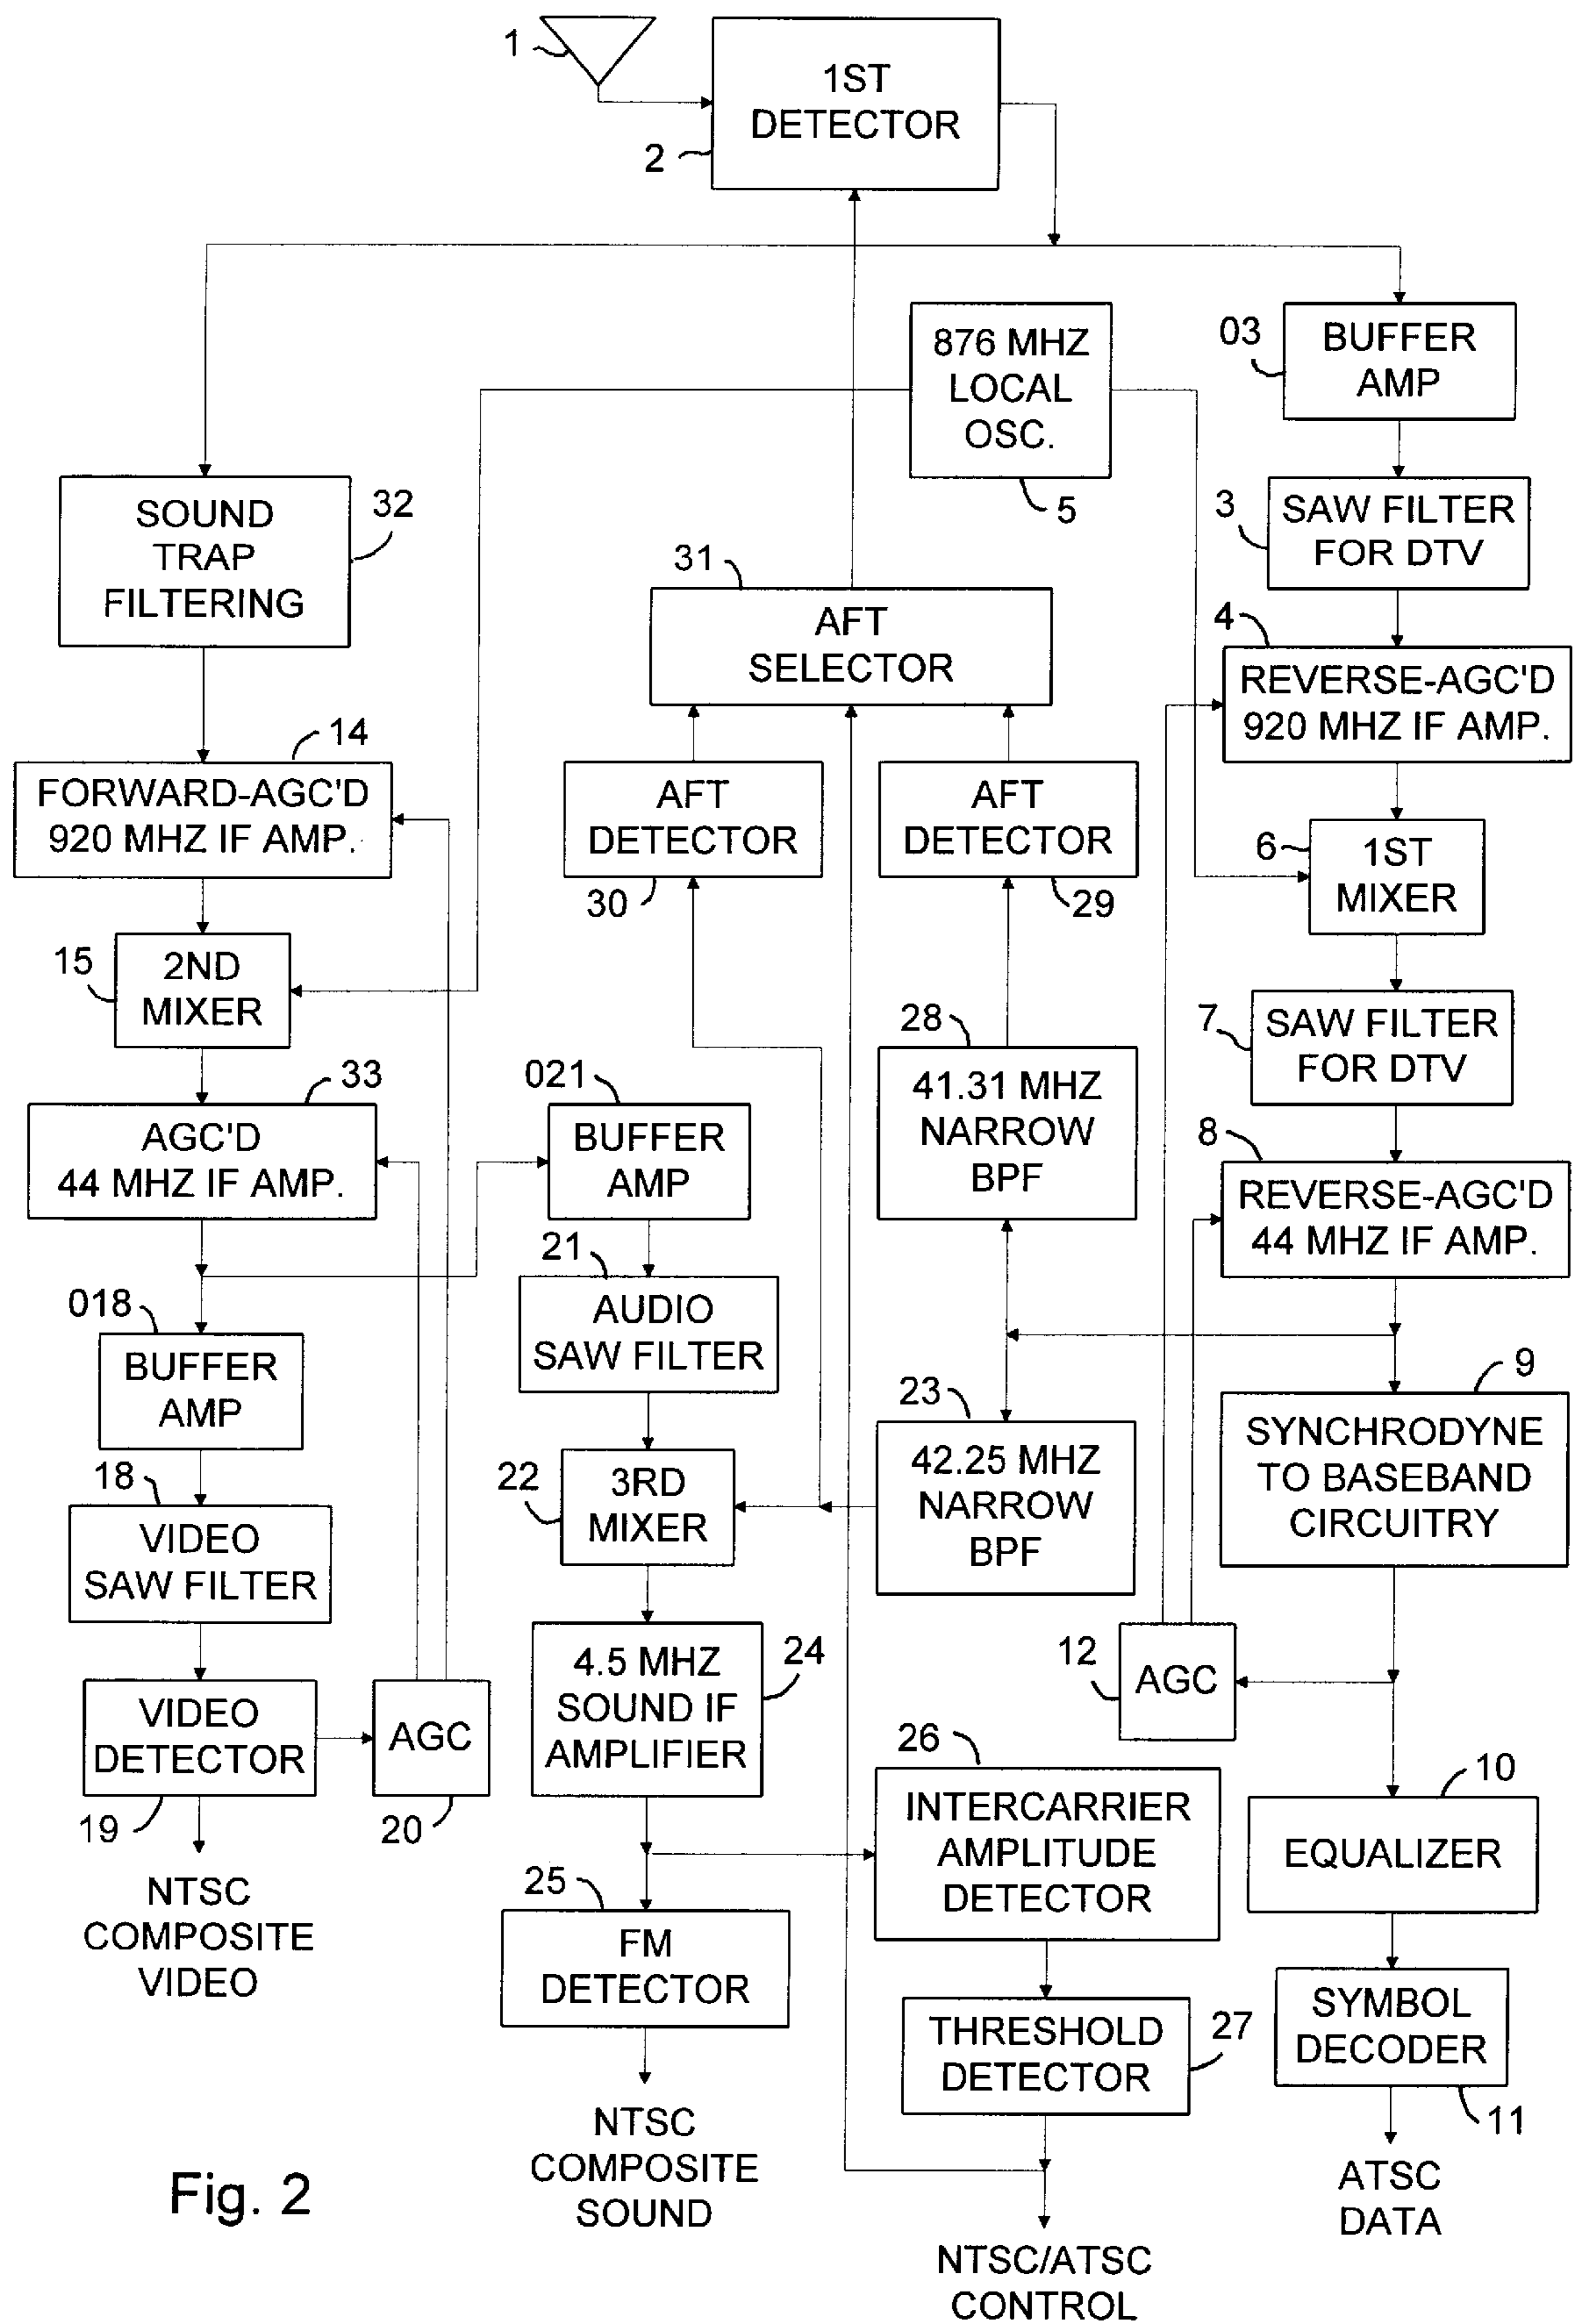 1
1ST
DETECTOR
2
876 MHZ
LOCAL
OSC.
5
03
BUFFER
AMP
SOUND
TRAP
FILTERING
32
3
SAW FILTER
FOR DTV
31
AFT
SELECTOR
4
REVERSE-AGC'D
920 MHZ IF AMP.
14
FORWARD-AGC'D
920 MHZ IF AMP.
AFT
DETECTOR
30
AFT
DETECTOR
29
6
1ST
MIXER
15
2ND
MIXER
28
41.31 MHZ
NARROW
BPF
7
SAW FILTER
FOR DTV
33
AGC'D
44 MHZ IF AMP.
021
BUFFER
AMP
8
REVERSE-AGC'D
44 MHZ IF AMP.
018
BUFFER
AMP
21
AUDIO
SAW FILTER
23
42.25 MHZ
NARROW
BPF
9
SYNCHRODYNE
TO BASEBAND
CIRCUITRY
18
VIDEO
SAW FILTER
22
3RD
MIXER
4.5 MHZ
SOUND IF
AMPLIFIER
24
12
AGC
VIDEO
DETECTOR
19
AGC
20
26
INTERCARRIER
AMPLITUDE
DETECTOR
10
EQUALIZER
NTSC
COMPOSITE
VIDEO
25
FM
DETECTOR
THRESHOLD
DETECTOR
27
SYMBOL
DECODER
11
NTSC
COMPOSITE
SOUND
ATSC
DATA
NTSC/ATSC
CONTROL
Fig. 2